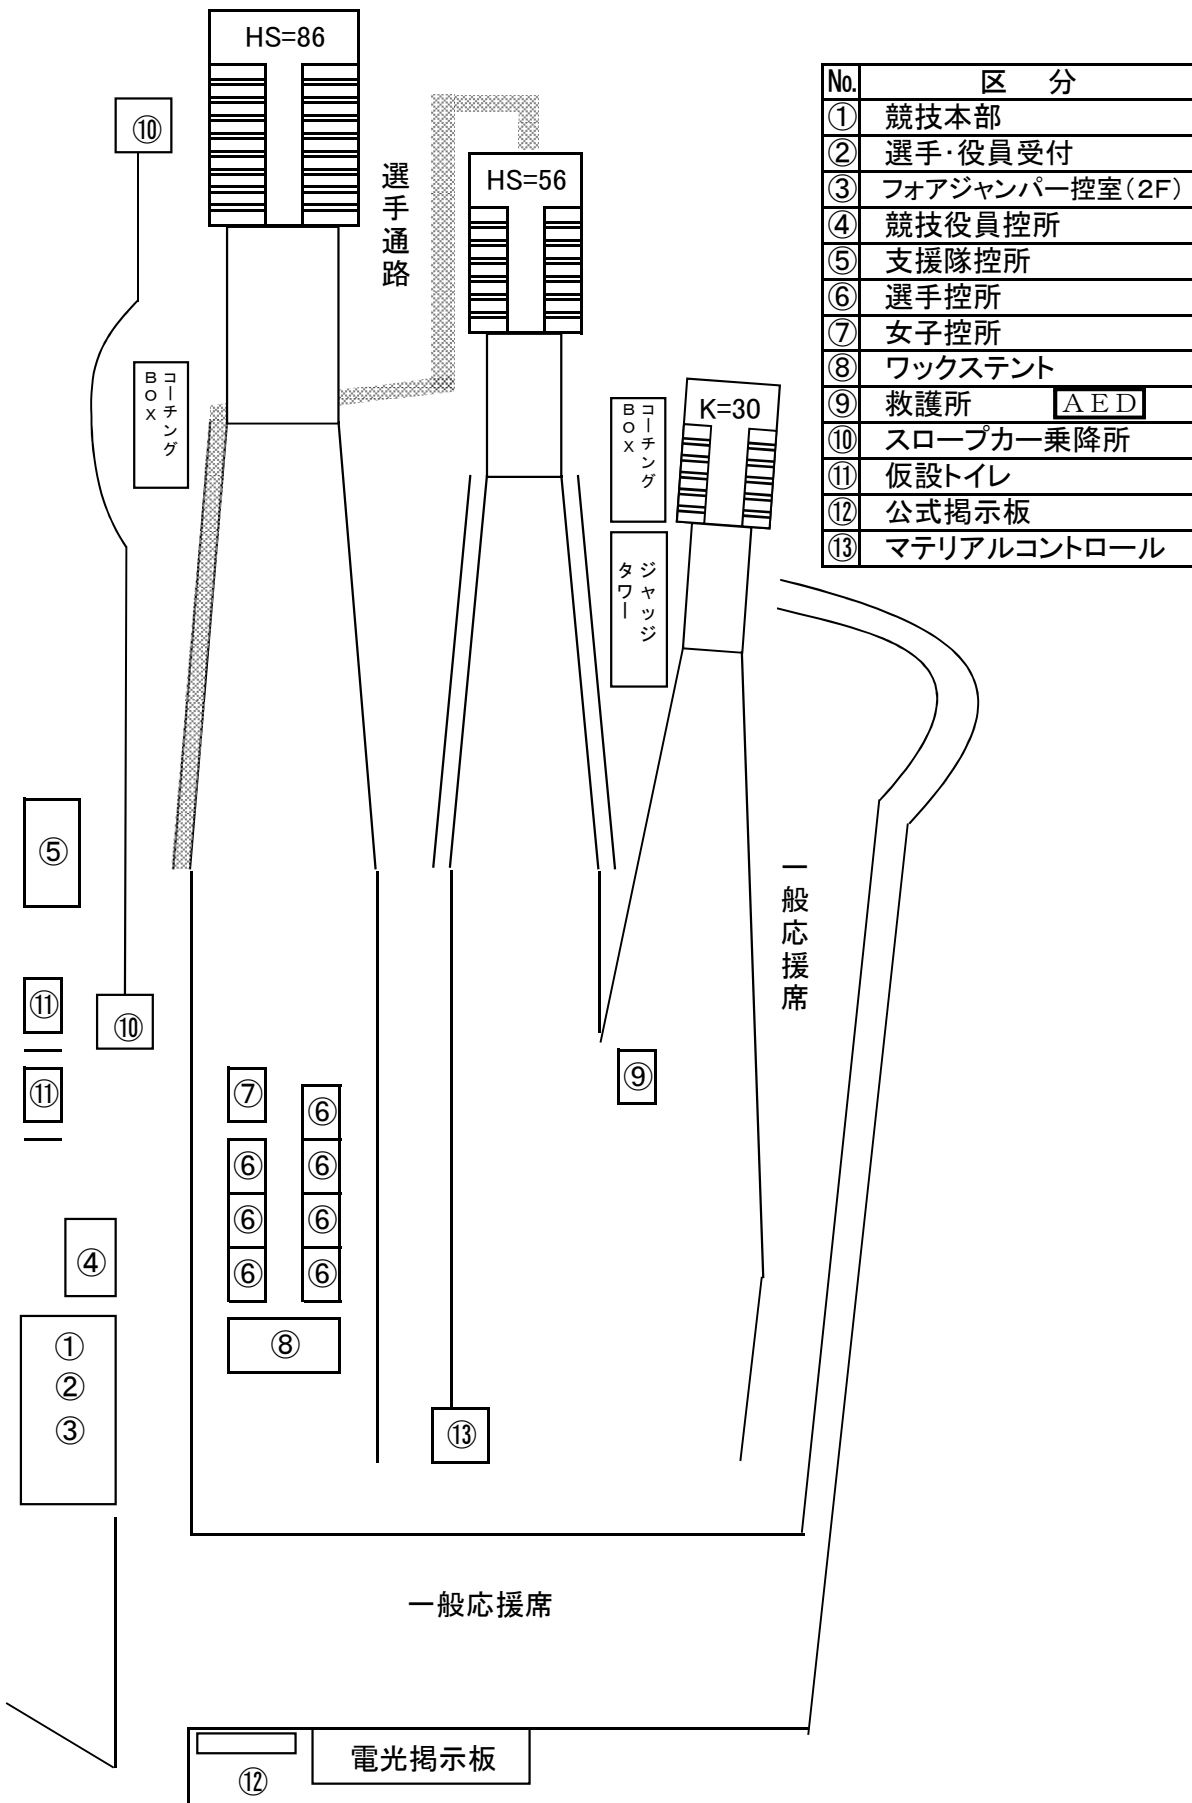 HS=86
⑩
選手通路
HS=56
コーチング
BOX
コーチング
BOX
K=30
ジャッジ
タワー
No. 区 分
① 競技本部
② 選手・役員受付
③ フォアジャンパー控室(2F)
④ 競技役員控所
⑤ 支援隊控所
⑥ 選手控所
⑦ 女子控所
⑧ ワックステント
⑨ 救護所 AED
⑩ スロープカー乗降所
⑪ 仮設トイレ
⑫ 公式掲示板
⑬ マテリアルコントロール
⑤
一般応援席
⑪
⑩
⑪
⑦
⑥
⑨
⑥ ⑥
⑥ ⑥
⑥ ⑥
④
①
②
③
⑧
⑬
一般応援席
電光掲示板
⑫